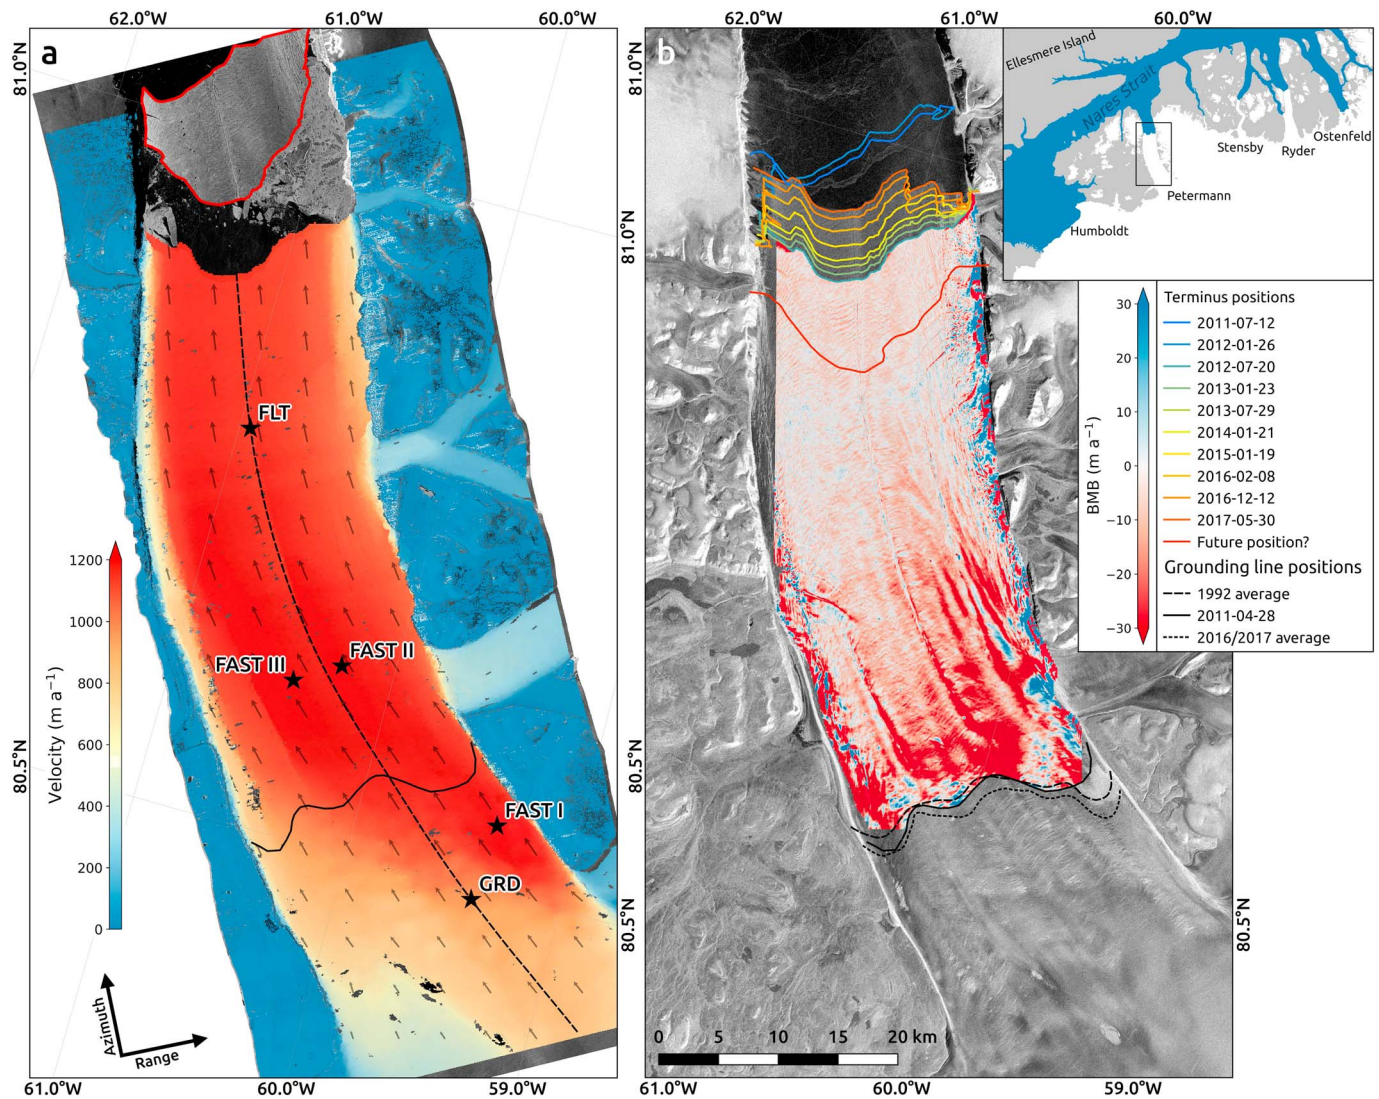 62.0°W 61.0°W 60.0°W
62.0°W 61.0°W 60.0°W
a
81.0°N
81.0°N
FLT
FAST III
FAST II
FAST I
GRD
Velocity (m a⁻¹)
1200
1000
800
600
400
200
0
80.5°N
80.5°N
Azimuth
Range
61.0°W 60.0°W 59.0°W
b
81.0°N
Ellesmere Island
Nares Strait
Stensby
Ryder
Ostenfeld
Petermann
Humboldt
BMB (m a⁻¹)
30
20
10
0
−10
−20
−30
Terminus positions
2011-07-12
2012-01-26
2012-07-20
2013-01-23
2013-07-29
2014-01-21
2015-01-19
2016-02-08
2016-12-12
2017-05-30
Future position?
Grounding line positions
1992 average
2011-04-28
2016/2017 average
80.5°N
0 5 10 15 20 km
61.0°W 60.0°W 59.0°W